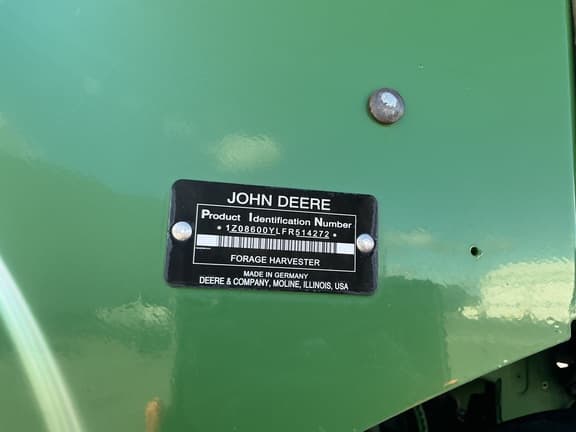 JOHN DEERE
Product Identification Number
* 1Z08600YLFR514272 *
FORAGE HARVESTER
MADE IN GERMANY
DEERE & COMPANY, MOLINE, ILLINOIS, USA